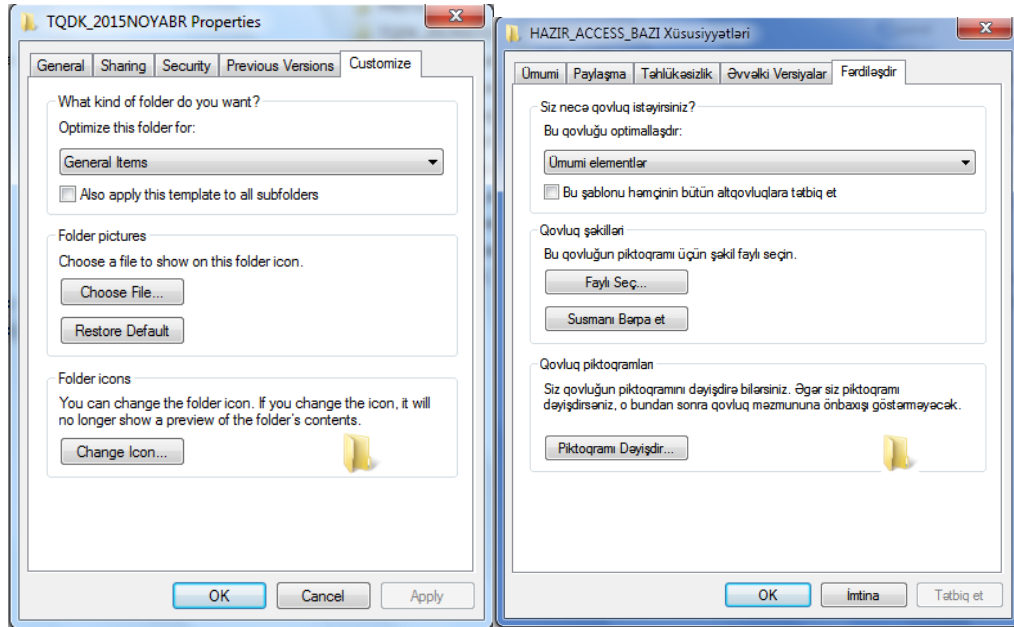 TQDK_2015NOYABR Properties
General Sharing Security Previous Versions Customize
What kind of folder do you want?
Optimize this folder for:
General Items
Also apply this template to all subfolders
Folder pictures
Choose a file to show on this folder icon.
Choose File...
Restore Default
Folder icons
You can change the folder icon. If you change the icon, it will
no longer show a preview of the folder's contents.
Change Icon...
OK Cancel Apply
HAZIR_ACCESS_BAZI Xüsusiyyətləri
Ümumi Paylaşma Təhlükəsizlik Əvvəlki Versiyalar Fərdiləşdir
Siz necə qovluq istəyirsiniz?
Bu qovluğu optimallaşdır:
Ümumi elementlər
Bu şablonu həmçinin bütün altqovluqlara tətbiq et
Qovluq şəkilləri
Bu qovluğun piktoqramı üçün şəkil faylı seçin.
Faylı Seç...
Susmanı Bərpa et
Qovluq piktoqramları
Siz qovluğun piktoqramını dəyişdirə bilərsiniz. Əgər siz piktoqramı
dəyişdirsəniz, o bundan sonra qovluq məzmununa önbaxışı göstərməyəcək.
Piktoqramı Dəyişdir...
OK İmtina Tətbiq et